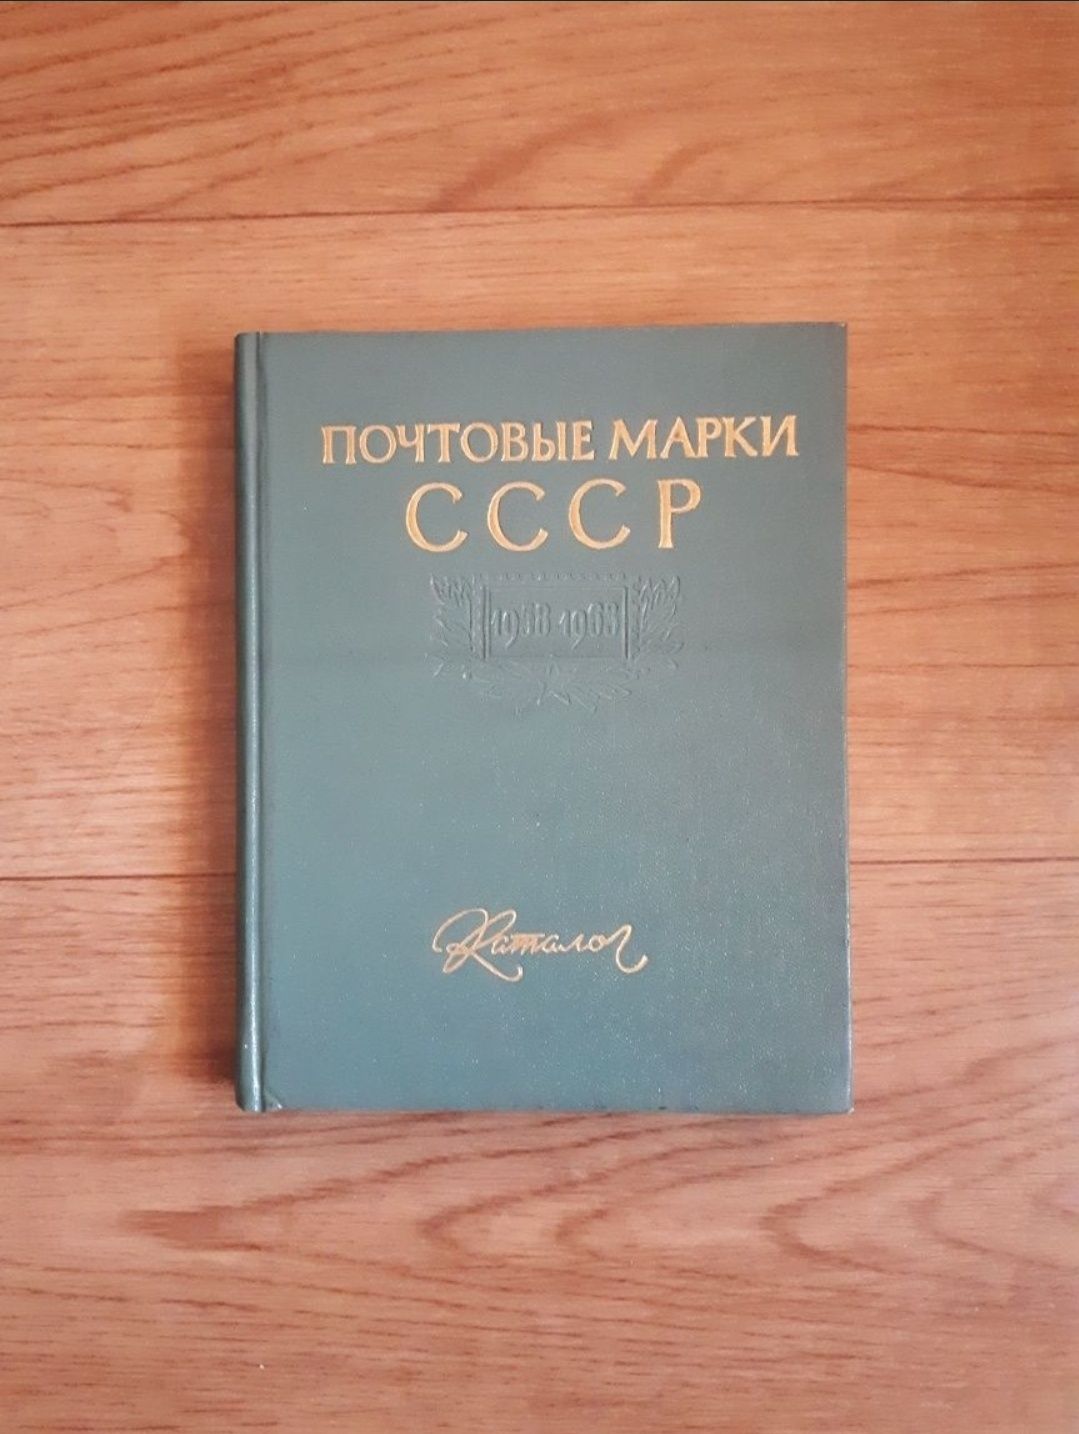 ПОЧТОВЫЕ МАРКИ
СССР
1958 1963
Каталог